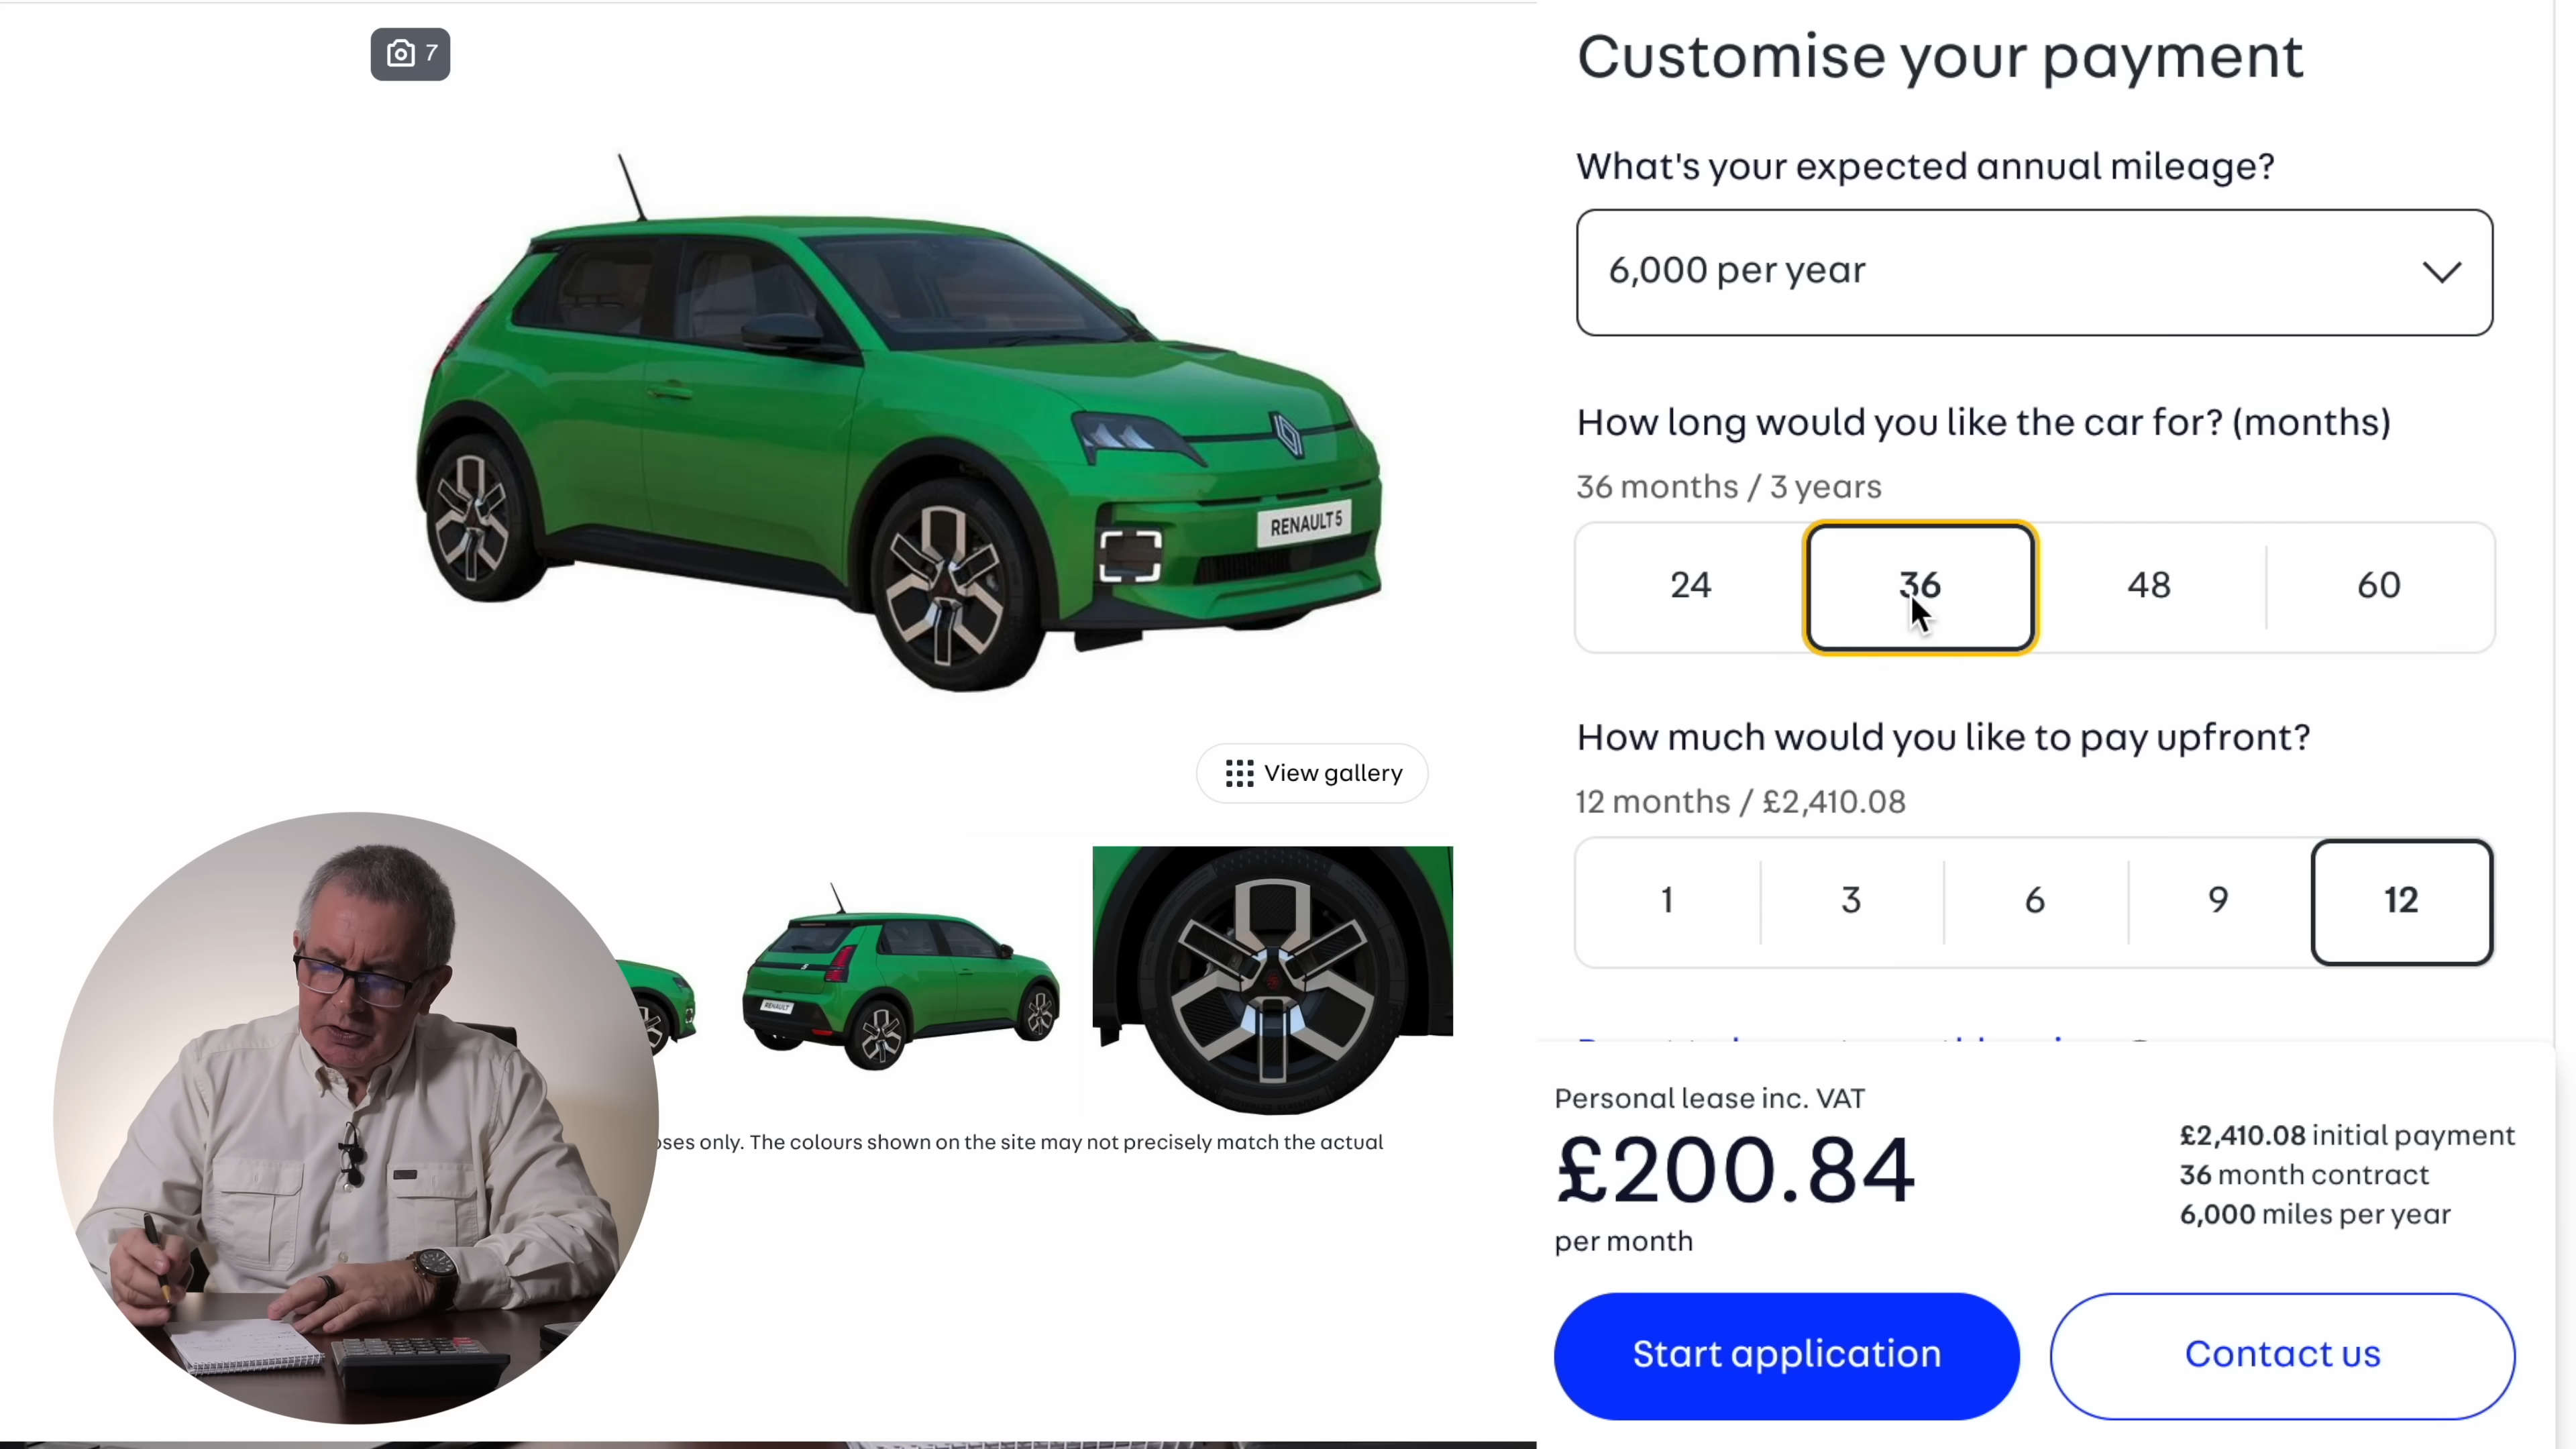 7
RENAULT 5
View gallery
RENAULT
oses only. The colours shown on the site may not precisely match the actual
Customise your payment
What's your expected annual mileage?
6,000 per year
How long would you like the car for? (months)
36 months / 3 years
24 36 48 60
How much would you like to pay upfront?
12 months / £2,410.08
1 3 6 9 12
Personal lease inc. VAT
£200.84
per month
£2,410.08 initial payment
36 month contract
6,000 miles per year
Start application
Contact us